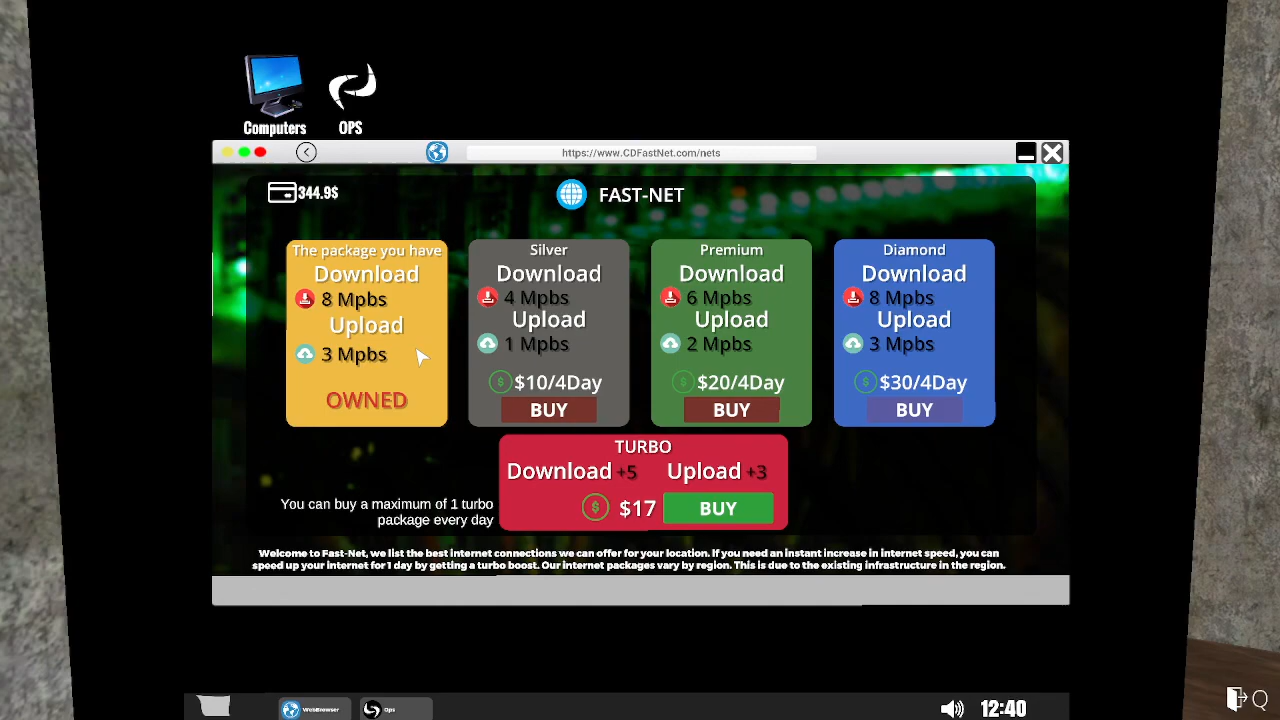 Computers
OPS
https://www.CDFastNet.com/nets
344.9$
FAST-NET
The package you have
Download
8 Mpbs
Upload
3 Mpbs
OWNED
Silver
Download
4 Mpbs
Upload
1 Mpbs
$10/4Day
BUY
Premium
Download
6 Mpbs
Upload
2 Mpbs
$20/4Day
BUY
Diamond
Download
8 Mpbs
Upload
3 Mpbs
$30/4Day
BUY
TURBO
Download +5 Upload +3
$17 BUY
You can buy a maximum of 1 turbo
package every day
Welcome to Fast-Net, we list the best internet connections we can offer for your location. If you need an instant increase in internet speed, you can
speed up your internet for 1 day by getting a turbo boost. Our internet packages vary by region. This is due to the existing infrastructure in the region.
WebBrowser
Ops
12:40
Q